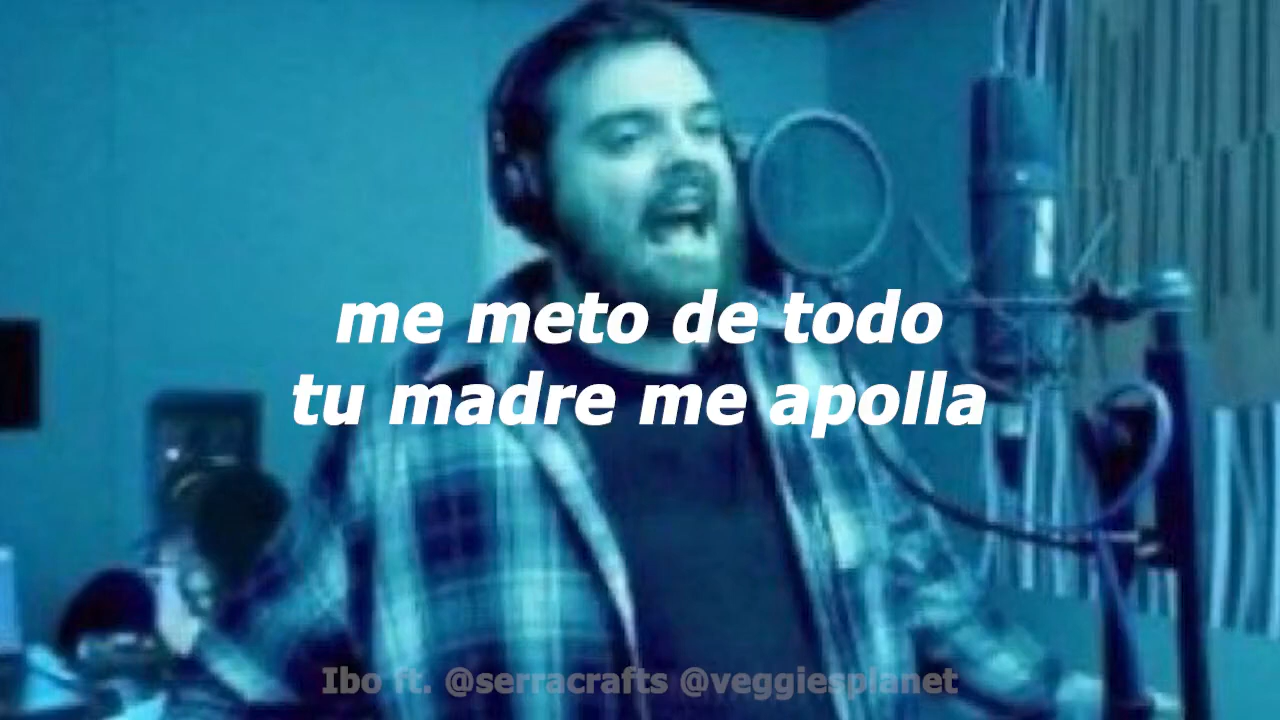 me meto de todo
tu madre me apolla
Ibo ft. @serracrafts @veggiesplanet